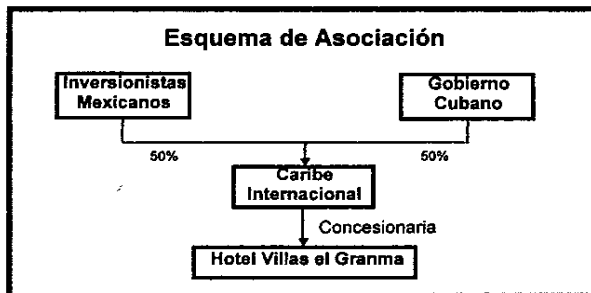 Esquema de Asociación
Inversionistas
Mexicanos
Gobierno
Cubano
50%
50%
Caribe
Internacional
Concesionaria
Hotel Villas el Granma